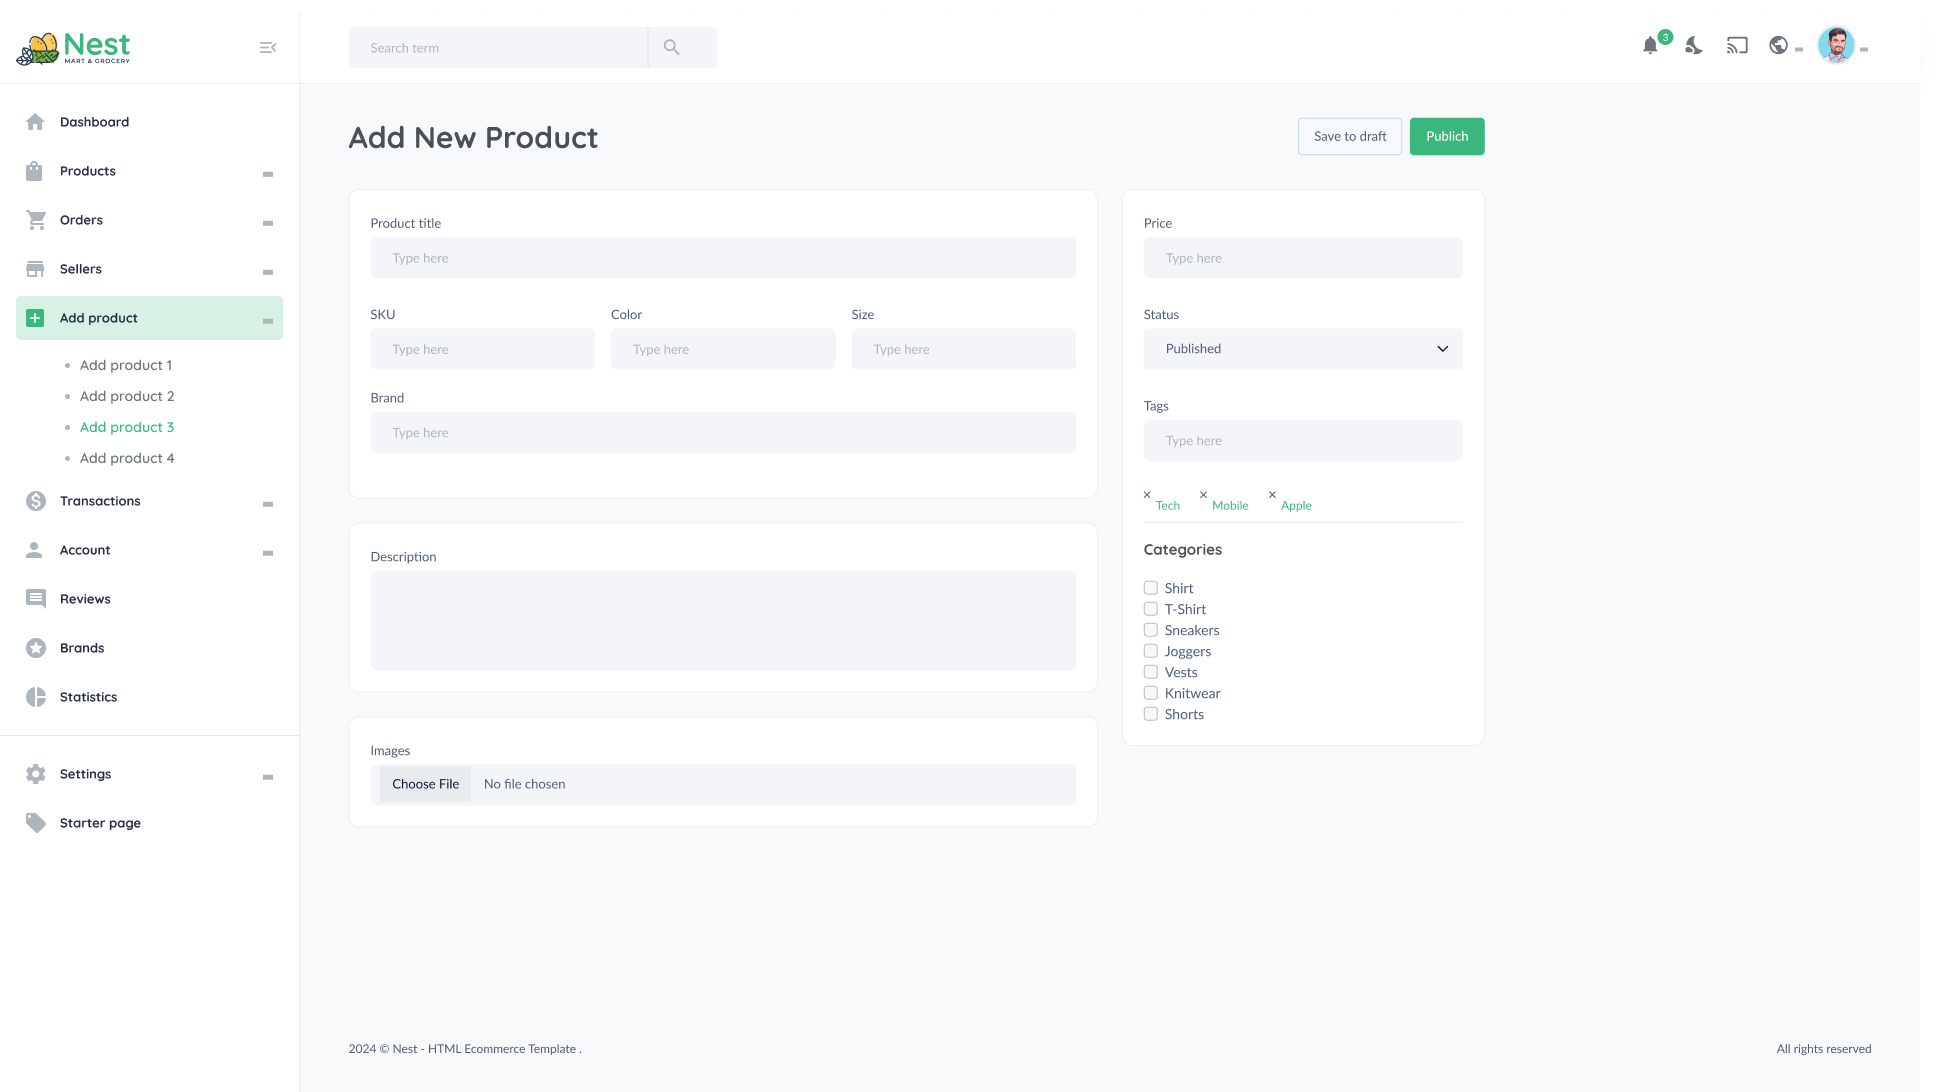 Nest
MART & GROCERY
Search term
3
Dashboard
Products
Orders
Sellers
Add product
Add product 1
Add product 2
Add product 3
Add product 4
Transactions
Account
Reviews
Brands
Statistics
Settings
Starter page
Add New Product
Save to draft
Publich
Product title
Type here
SKU
Color
Size
Type here
Type here
Type here
Brand
Type here
Description
Images
Choose File No file chosen
Price
Type here
Status
Published
Tags
Type here
Tech
Mobile
Apple
Categories
Shirt
T-Shirt
Sneakers
Joggers
Vests
Knitwear
Shorts
2024 © Nest - HTML Ecommerce Template .
All rights reserved